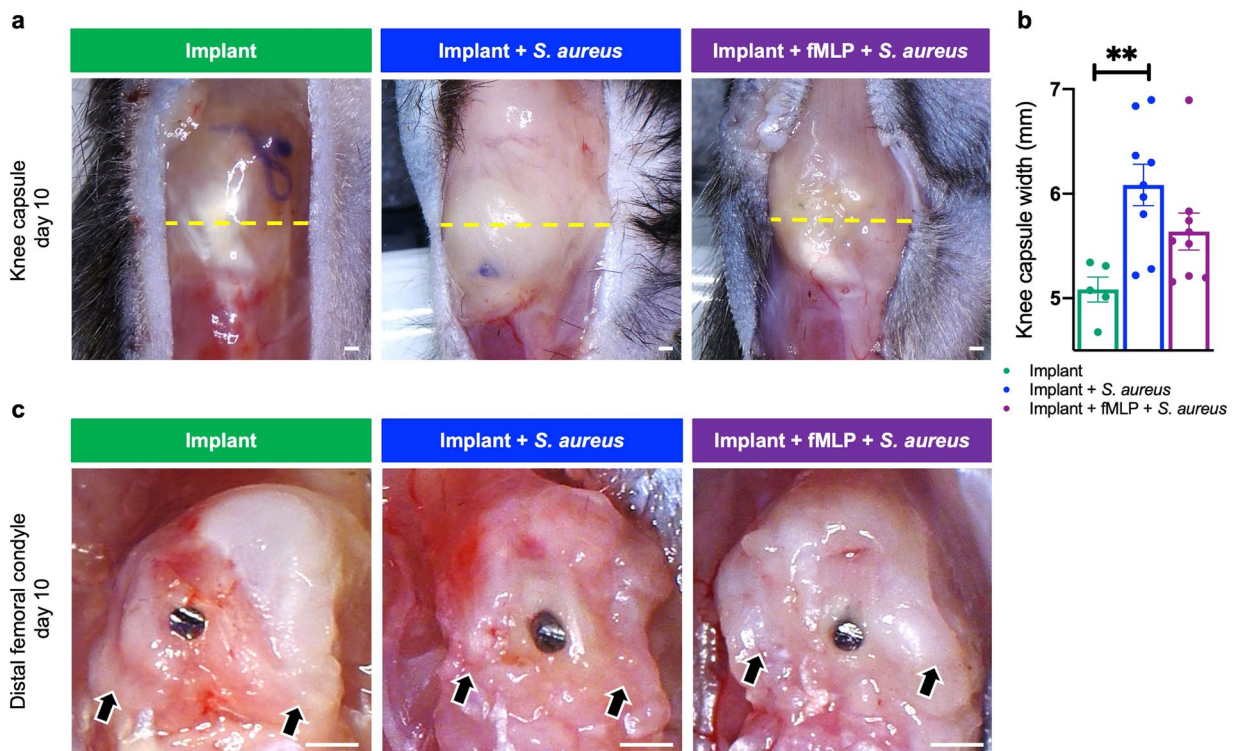 a
Implant
Implant + S. aureus
Implant + fMLP + S. aureus
Knee capsule
day 10
b
**
Knee capsule width (mm)
7
6
5
Implant
Implant + S. aureus
Implant + fMLP + S. aureus
c
Implant
Implant + S. aureus
Implant + fMLP + S. aureus
Distal femoral condyle
day 10